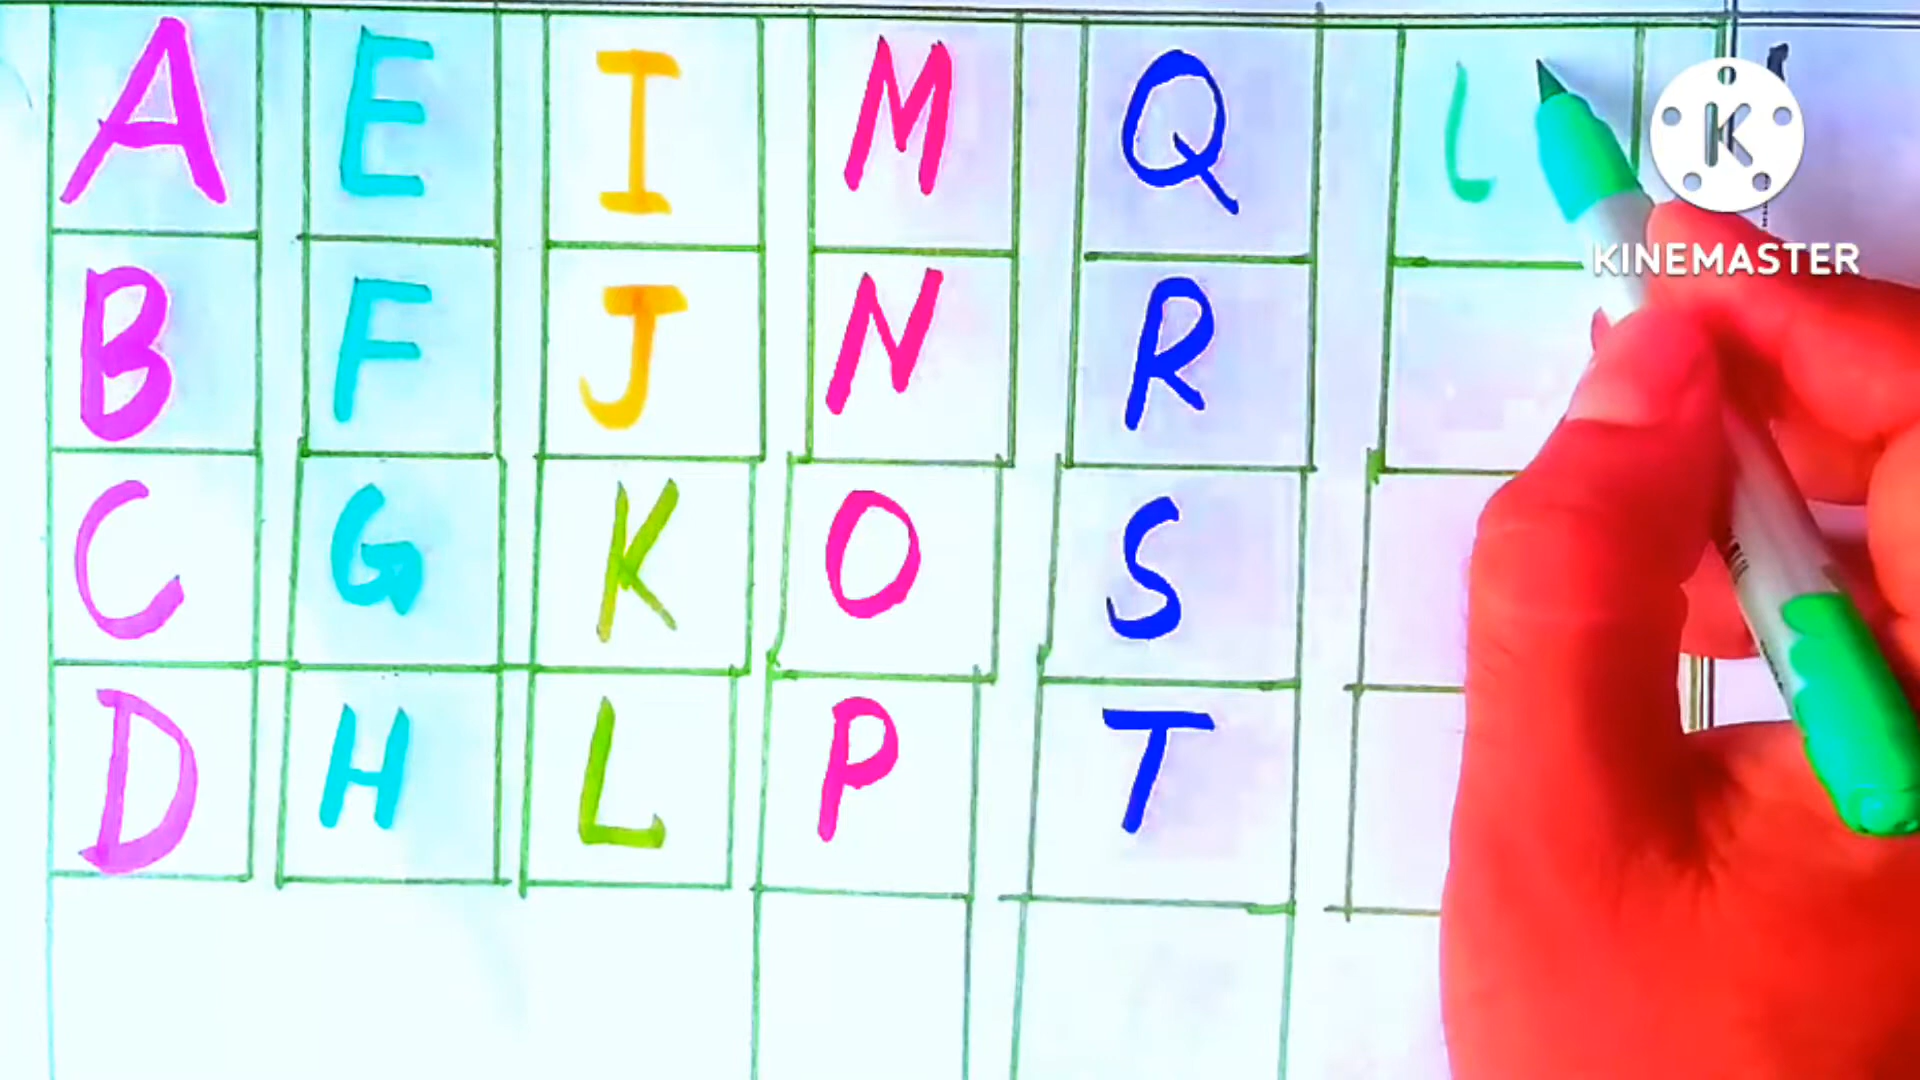 A E I M Q
B F J N R
C G K O S
D H L P T
K
KINEMASTER